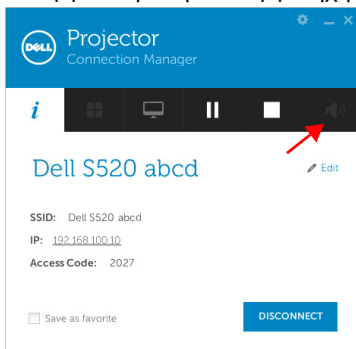 DELL
Projector
Connection Manager
i
Dell S520 abcd
Edit
SSID: Dell S520 abcd
IP: 192.168.100.10
Access Code: 2027
Save as favorite
DISCONNECT